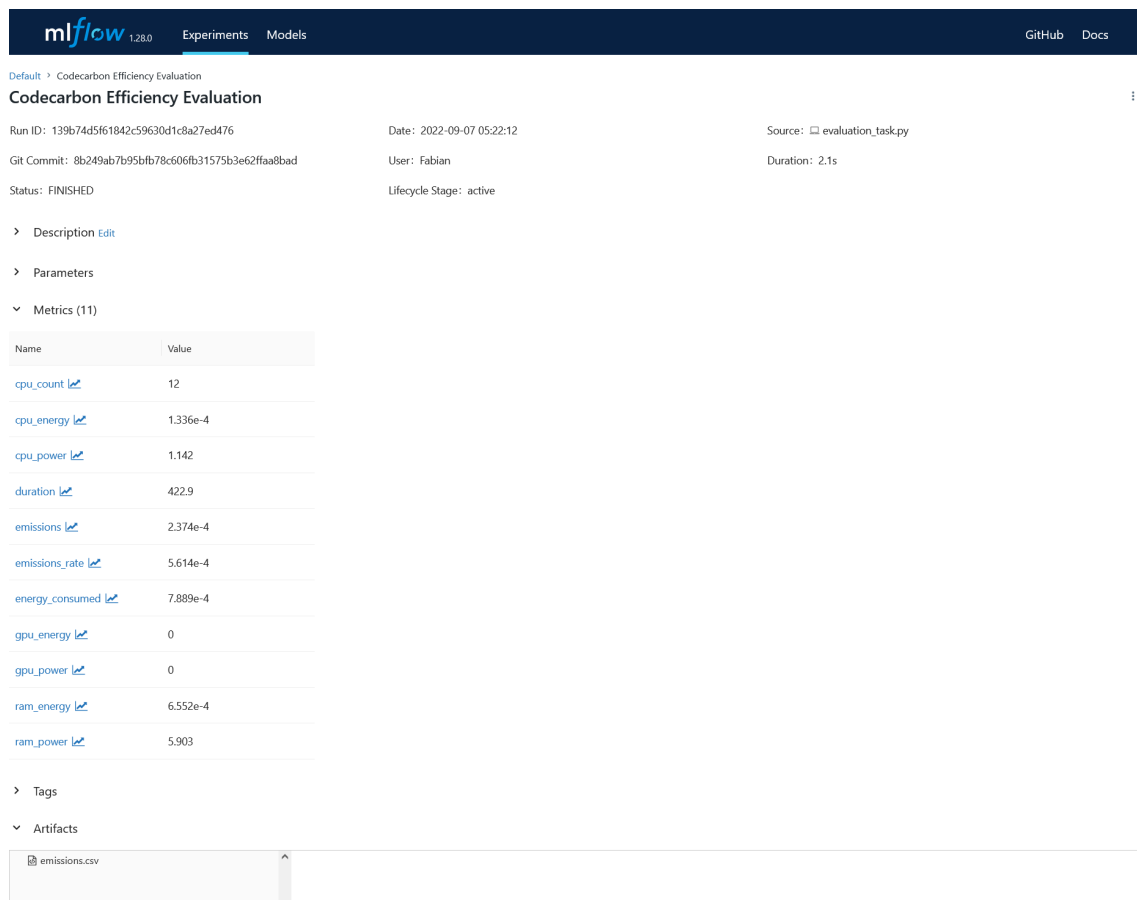 mlflow 1.28.0 Experiments Models GitHub Docs
Default > Codecarbon Efficiency Evaluation
Codecarbon Efficiency Evaluation
Run ID: 139b74d5f61842c59630d1c8a27ed476 Date: 2022-09-07 05:22:12 Source: evaluation_task.py
Git Commit: 8b249ab7b95bfb78c606fb31575b3e62ffaa8bad User: Fabian Duration: 2.1s
Status: FINISHED Lifecycle Stage: active
Description Edit
Parameters
Metrics (11)
Name Value
cpu_count 12
cpu_energy 1.336e-4
cpu_power 1.142
duration 422.9
emissions 2.374e-4
emissions_rate 5.614e-4
energy_consumed 7.889e-4
gpu_energy 0
gpu_power 0
ram_energy 6.552e-4
ram_power 5.903
Tags
Artifacts
emissions.csv